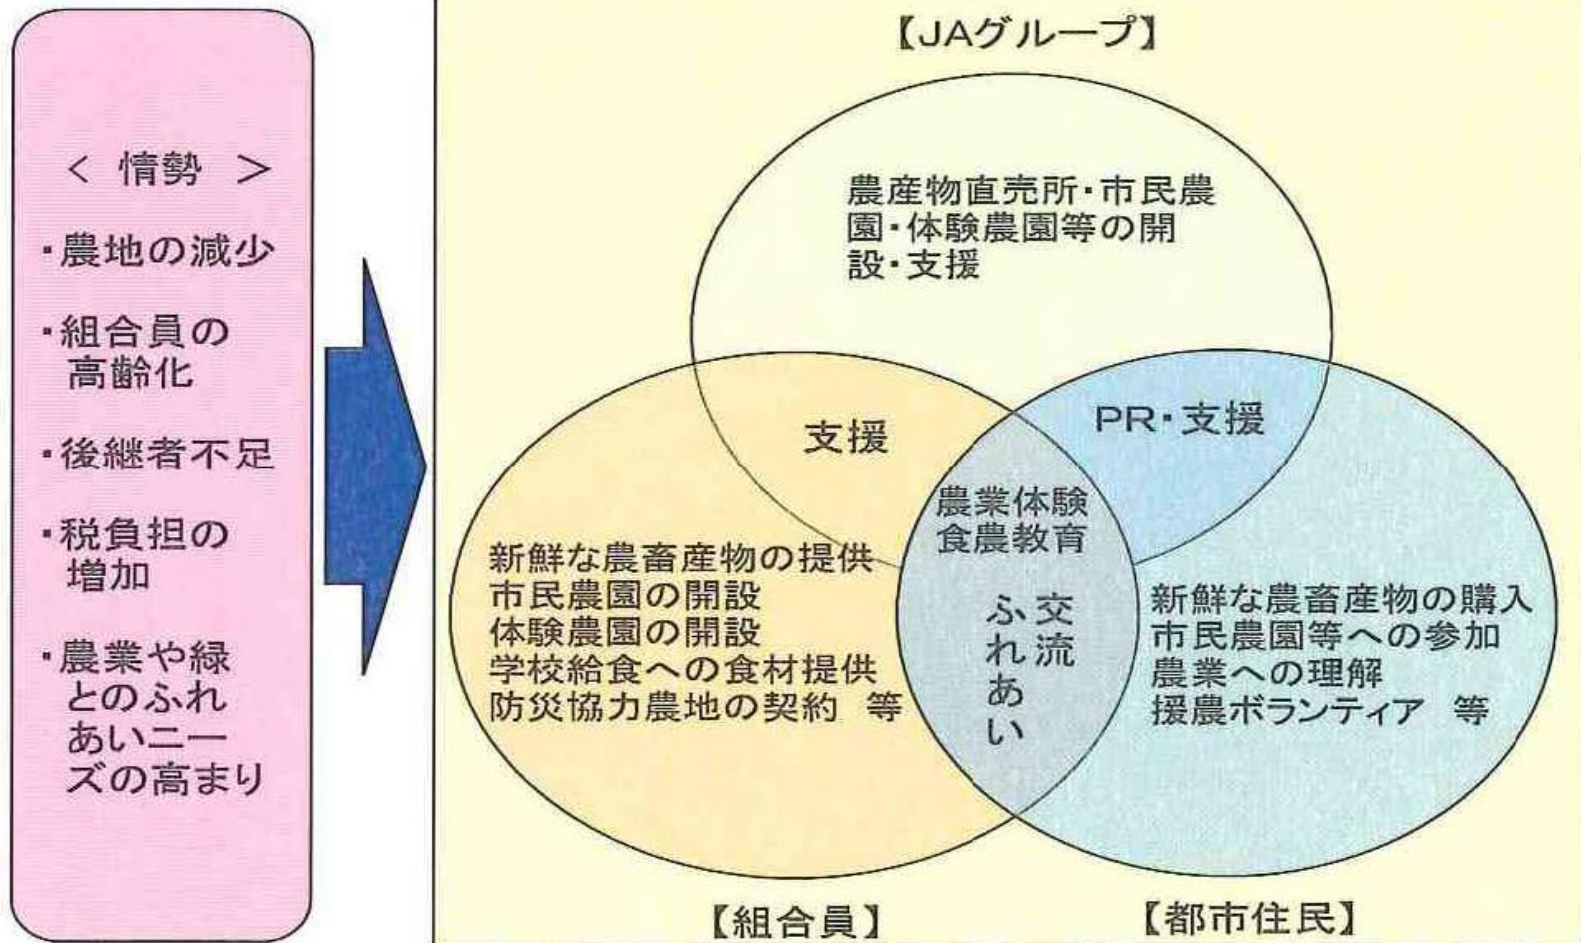 < 情勢 >
・農地の減少
・組合員の
高齢化
・後継者不足
・税負担の
増加
・農業や緑
とのふれ
あいニー
ズの高まり
【JAグループ】
農産物直売所・市民農
園・体験農園等の開
設・支援
支援
PR・支援
農業体験
食農教育
交流
ふれあい
新鮮な農畜産物の提供
市民農園の開設
体験農園の開設
学校給食への食材提供
防災協力農地の契約 等
新鮮な農畜産物の購入
市民農園等への参加
農業への理解
援農ボランティア 等
【組合員】
【都市住民】